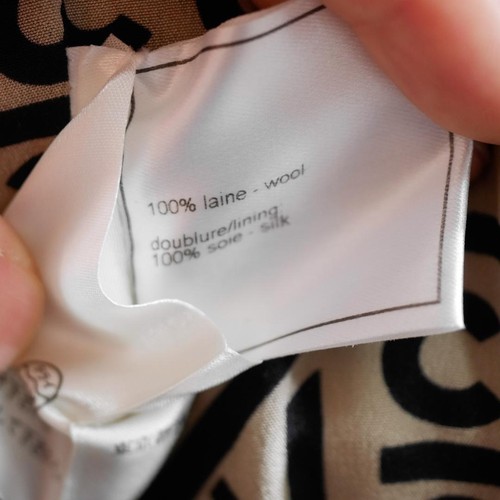 100% laine - wool
doublure/lining:
100% soie - silk